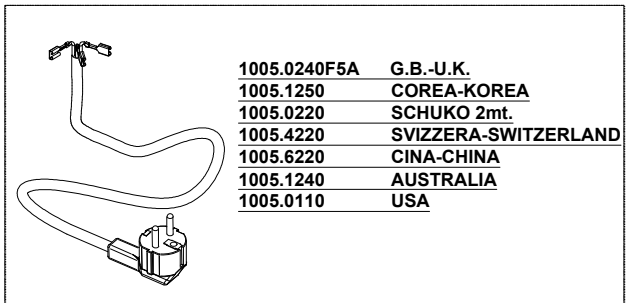 1005.0240F5A G.B.-U.K.
1005.1250 COREA-KOREA
1005.0220 SCHUKO 2mt.
1005.4220 SVIZZERA-SWITZERLAND
1005.6220 CINA-CHINA
1005.1240 AUSTRALIA
1005.0110 USA